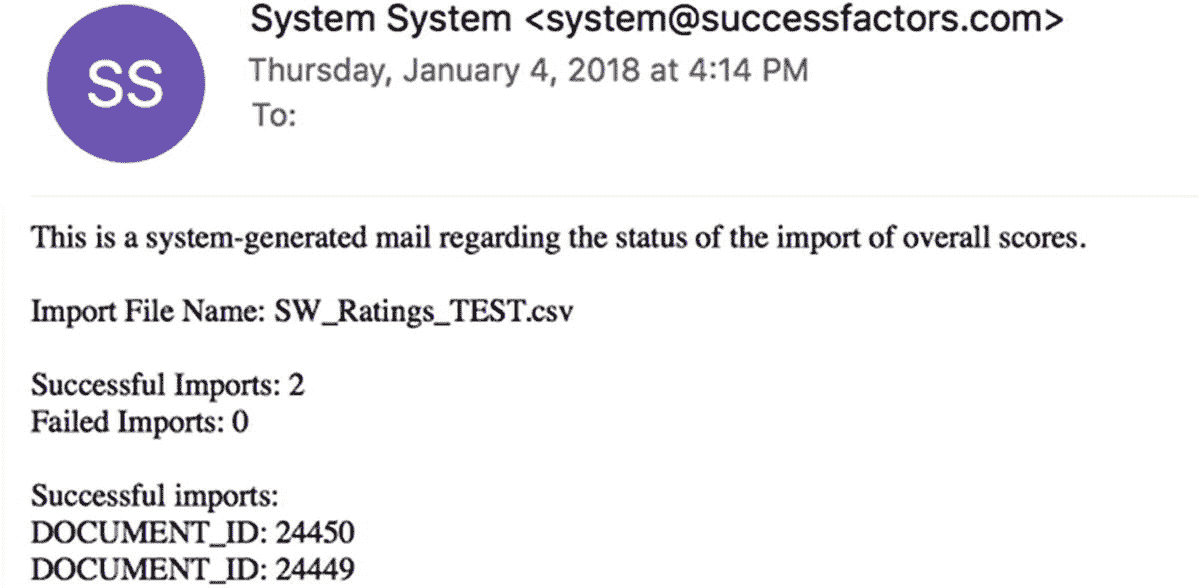 SS
System System <system@successfactors.com>
Thursday, January 4, 2018 at 4:14 PM
To:
This is a system-generated mail regarding the status of the import of overall scores.
Import File Name: SW_Ratings_TEST.csv
Successful Imports: 2
Failed Imports: 0
Successful imports:
DOCUMENT_ID: 24450
DOCUMENT_ID: 24449